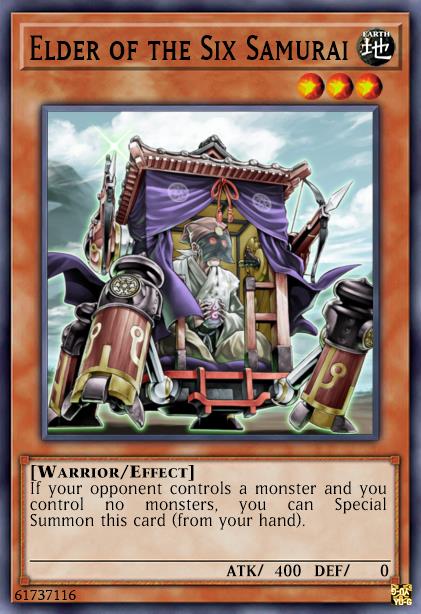 ELDER OF THE SIX SAMURAI
EARTH
地
[WARRIOR/EFFECT]
If your opponent controls a monster and you
control no monsters, you can Special
Summon this card (from your hand).
ATK/ 400 DEF/ 0
61737116